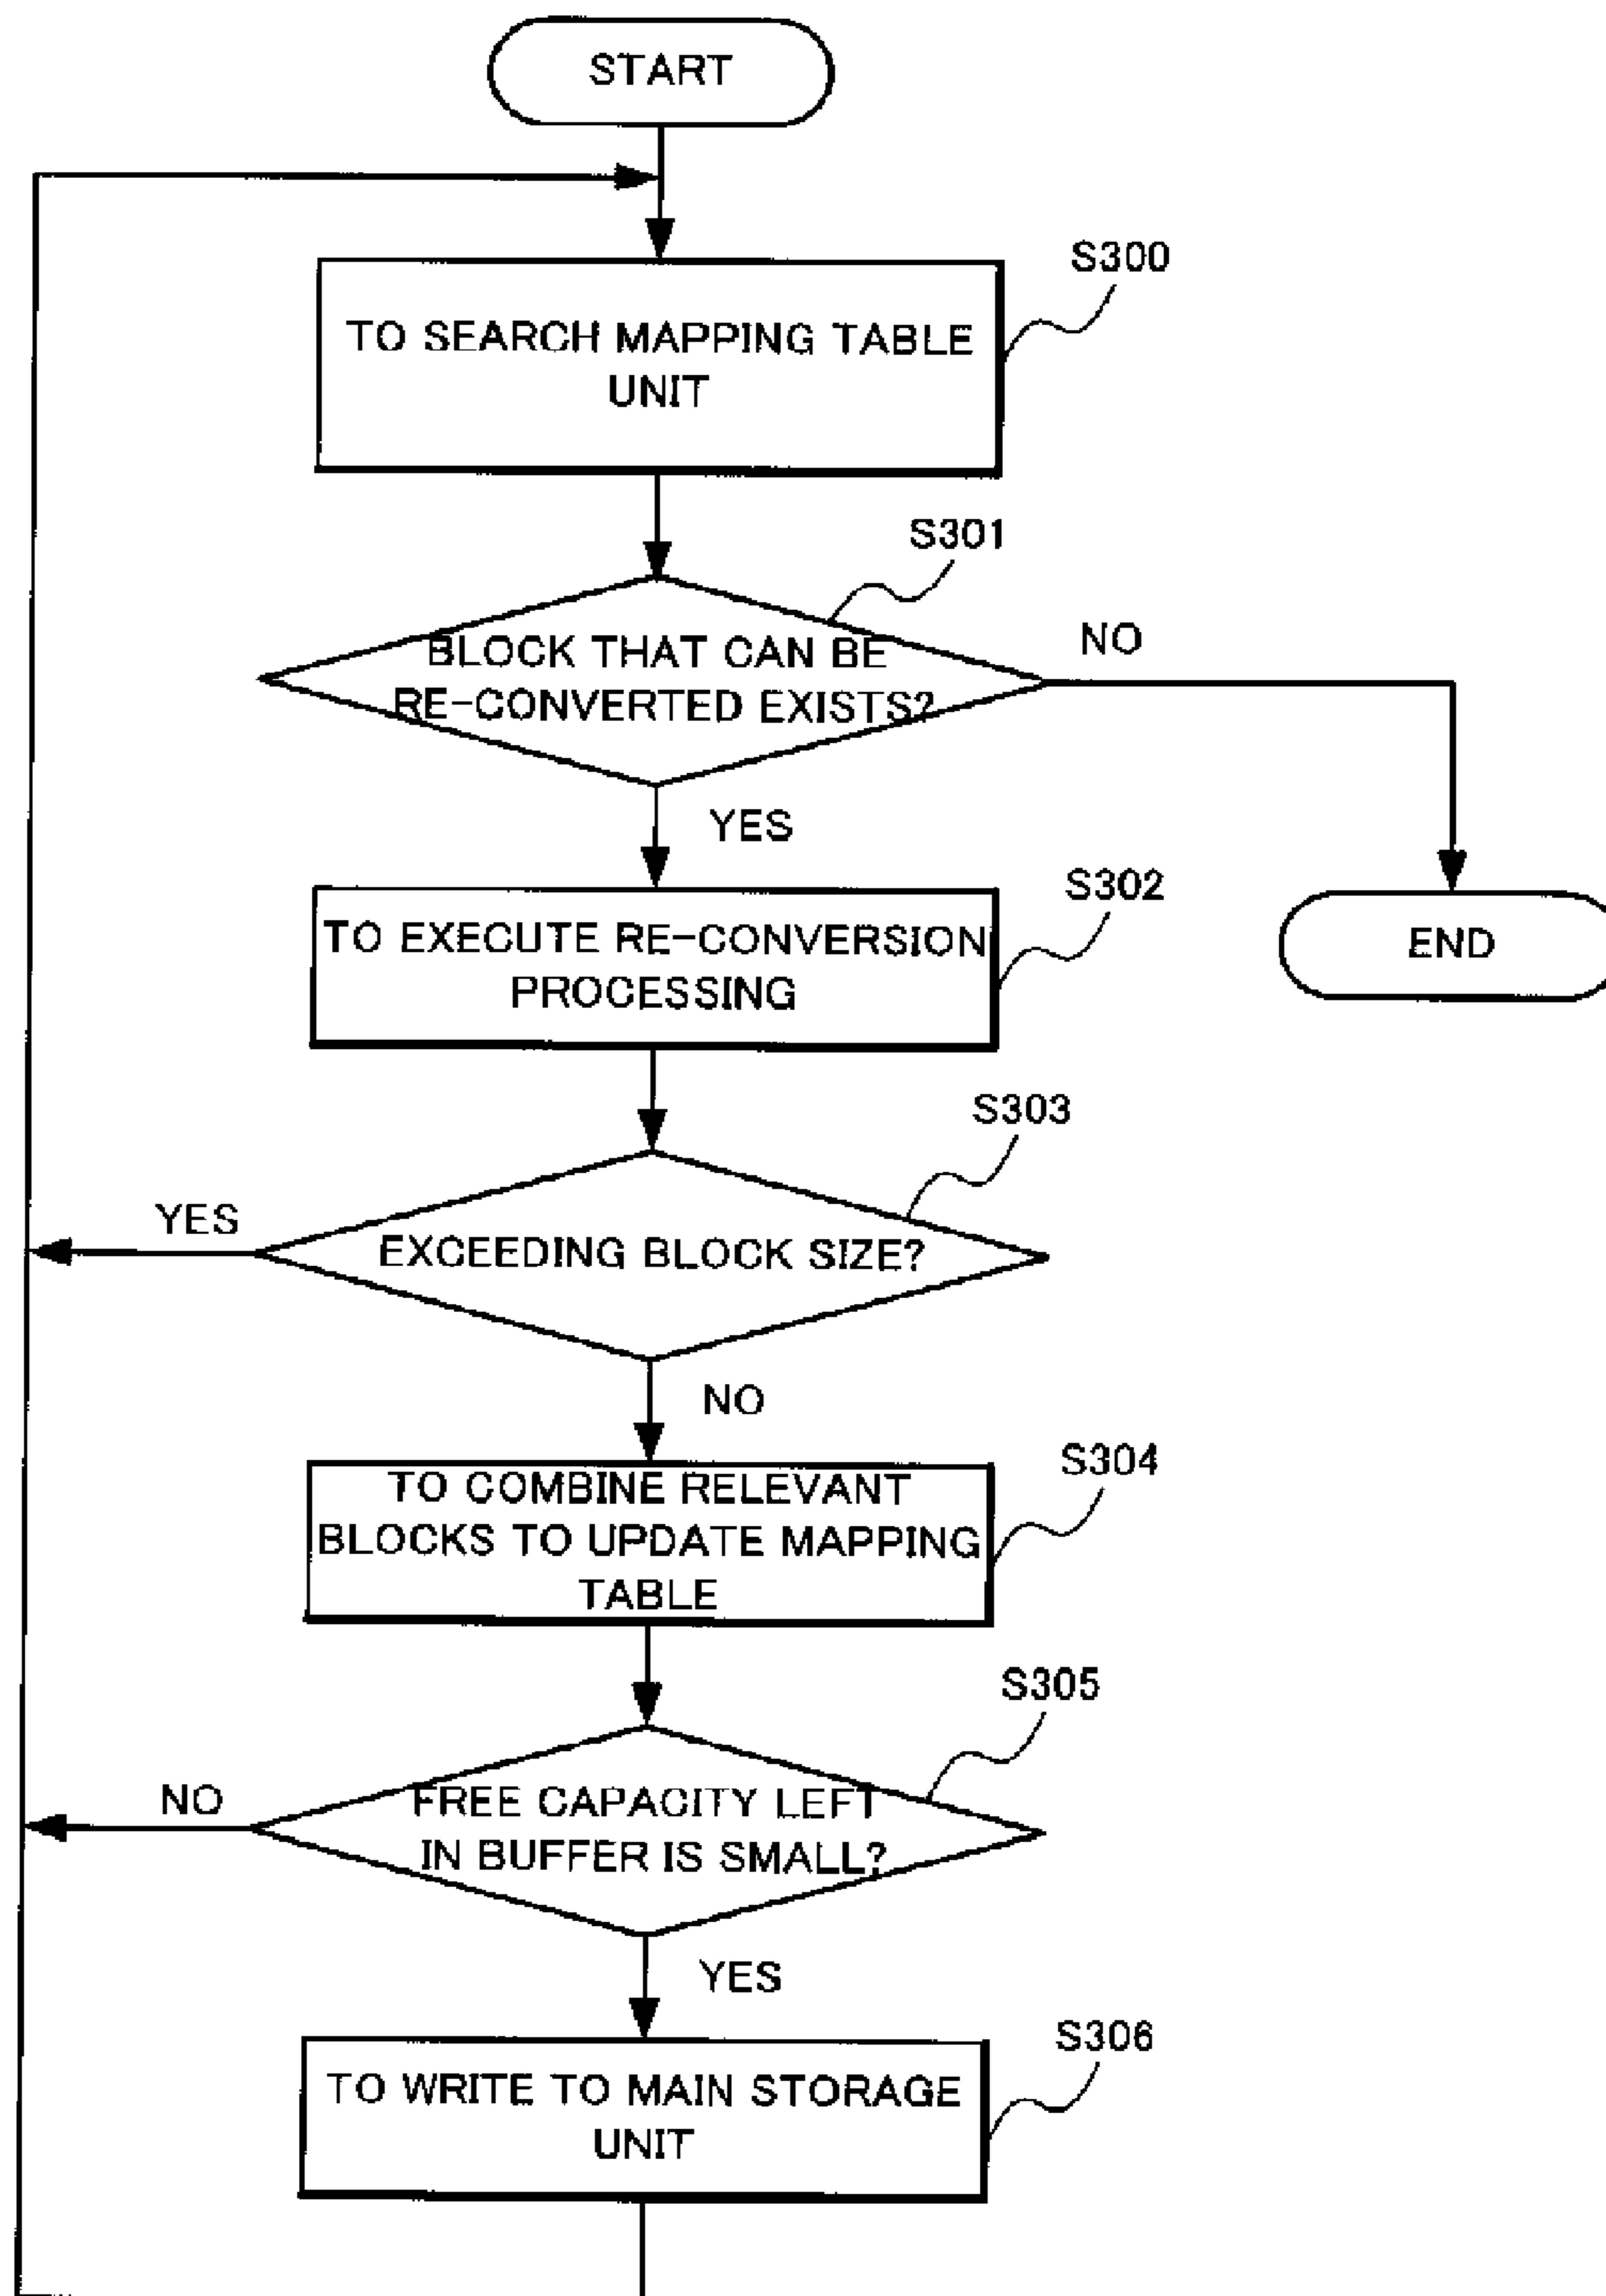 START
S300
TO SEARCH MAPPING TABLE
UNIT
S301
BLOCK THAT CAN BE
RE-CONVERTED EXISTS?
NO
YES
S302
TO EXECUTE RE-CONVERSION
PROCESSING
END
S303
YES
EXCEEDING BLOCK SIZE?
NO
S304
TO COMBINE RELEVANT
BLOCKS TO UPDATE MAPPING
TABLE
S305
NO
FREE CAPACITY LEFT
IN BUFFER IS SMALL?
YES
S306
TO WRITE TO MAIN STORAGE
UNIT